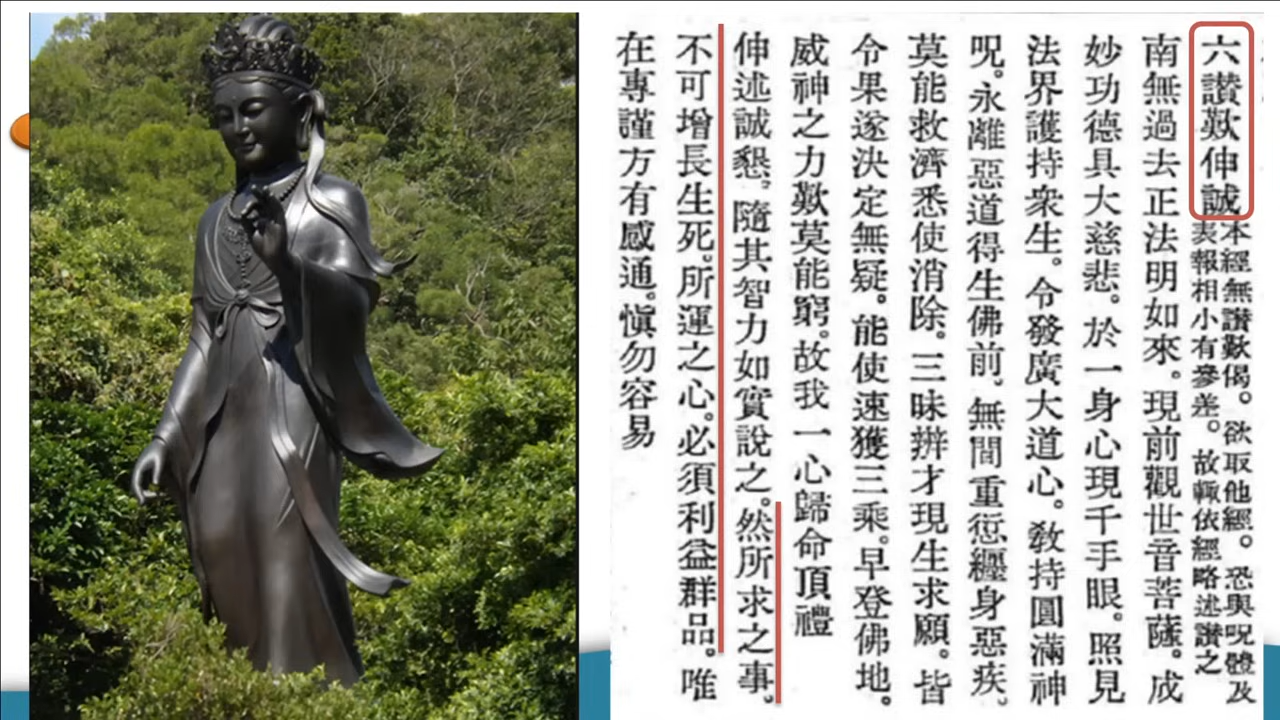 六讚歎伸誠
本經無讚歎偈。欲取他經。恐與呪體及
表報相小有參差。故輒依經略述讚之
南無過去正法明如來。現前觀世音菩薩。成
妙功德具大慈悲。於一身心現千手眼。照見
法界護持衆生。令發廣大道心。教持圓滿神
呪。永離惡道得生佛前。無間重愆纒身惡疾。
莫能救濟悉使消除。三昧辨才現生求願。皆
令果遂決定無疑。能使速獲三乘。早登佛地。
威神之力歎莫能窮。故我一心歸命頂禮
伸述誠懇。隨其智力如實說之。然所求之事。
不可增長生死。所運之心。必須利益群品。唯
在專謹方有感通。愼勿容易